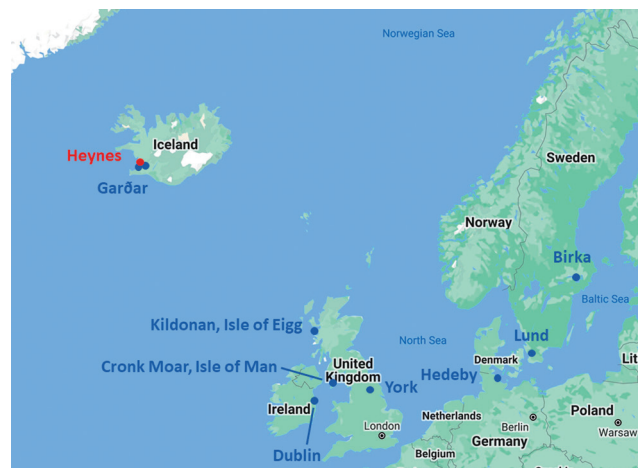 Norwegian Sea
Iceland
Heynes
Garðar
Sweden
Norway
Birka
Baltic Sea
Kildonan, Isle of Eigg
North Sea
Lund
Denmark
Lit
Cronk Moar, Isle of Man
United
Kingdom
York
Hedeby
Ireland
Netherlands
Berlin
Poland
London
Warsaw
Dublin
Belgium
Germany